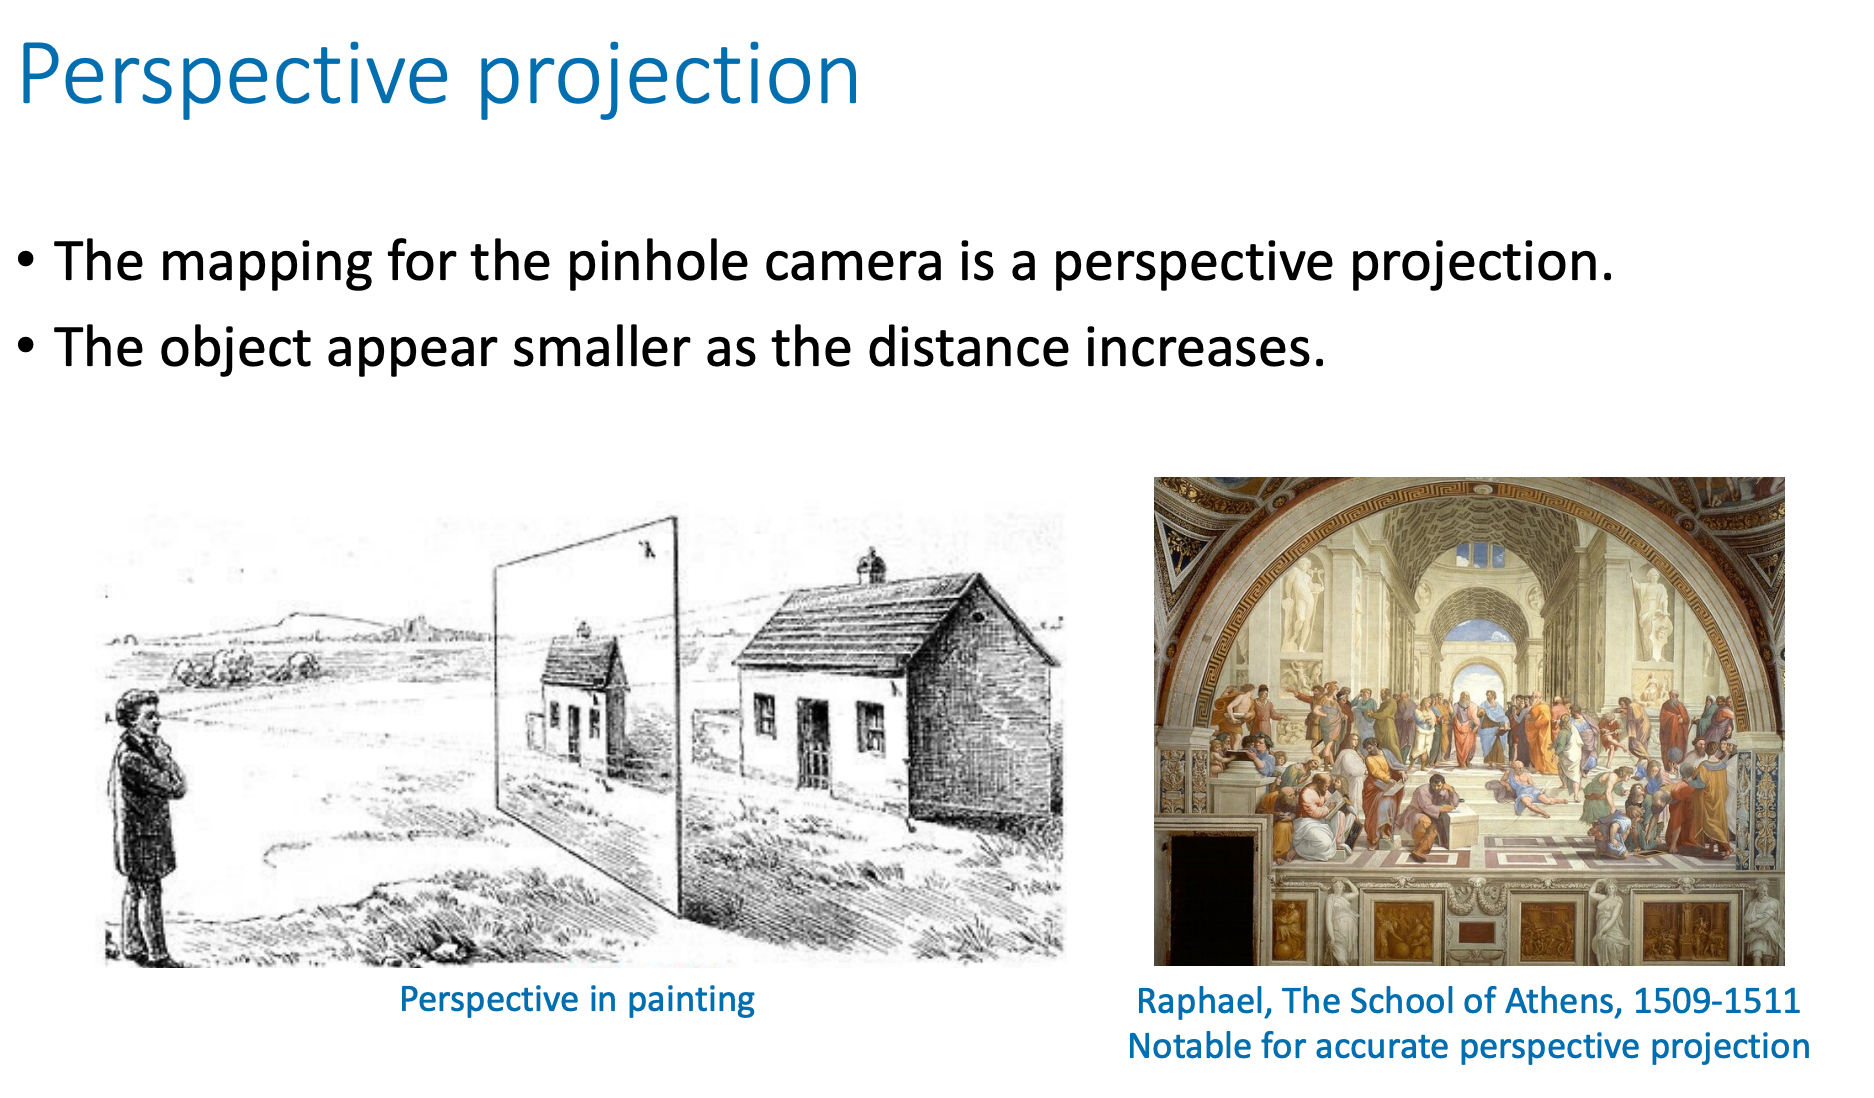 Perspective projection
• The mapping for the pinhole camera is a perspective projection.
• The object appear smaller as the distance increases.
Perspective in painting
Raphael, The School of Athens, 1509-1511
Notable for accurate perspective projection